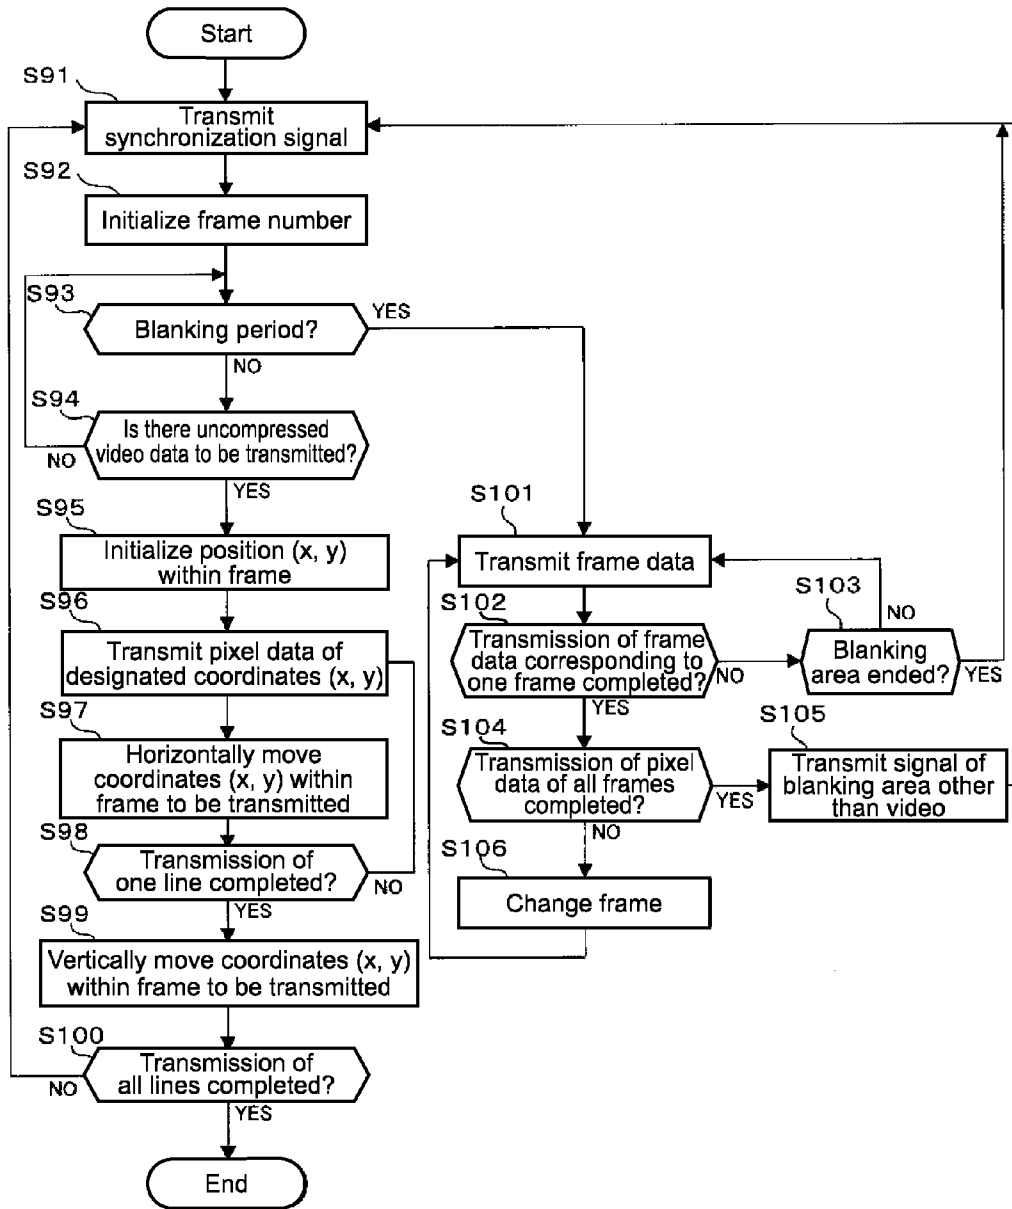 Start
S91
Transmit
synchronization signal
S92
Initialize frame number
S93
Blanking period?
YES
NO
S94
Is there uncompressed
video data to be transmitted?
NO
YES
S95
Initialize position (x, y)
within frame
S96
Transmit pixel data of
designated coordinates (x, y)
S97
Horizontally move
coordinates (x, y) within
frame to be transmitted
S98
Transmission of
one line completed?
NO
YES
S99
Vertically move coordinates (x, y)
within frame to be transmitted
S100
Transmission of
all lines completed?
NO
YES
End
S101
Transmit frame data
S102
Transmission of frame
data corresponding to
one frame completed?
NO
YES
S103
Blanking
area ended?
NO
YES
S104
Transmission of pixel
data of all frames
completed?
YES
NO
S105
Transmit signal of
blanking area other
than video
S106
Change frame